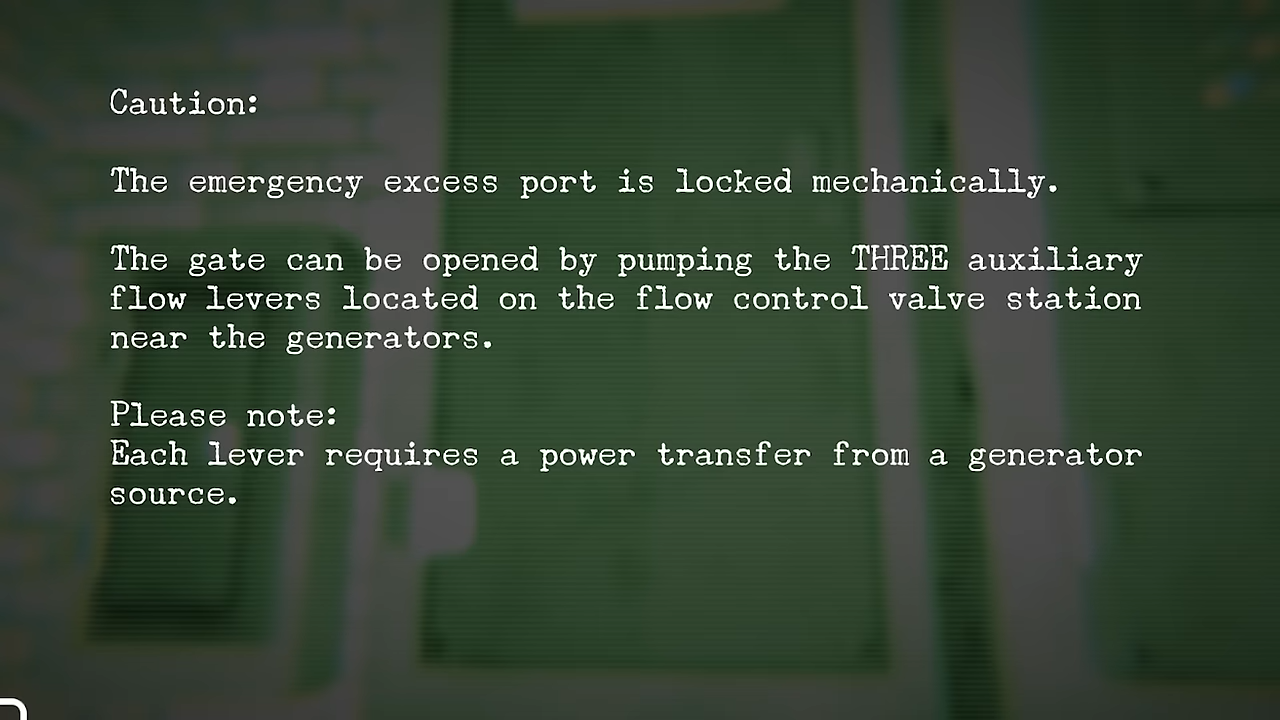 Caution:
The emergency excess port is locked mechanically.
The gate can be opened by pumping the THREE auxiliary
flow levers located on the flow control valve station
near the generators.
Please note:
Each lever requires a power transfer from a generator
source.